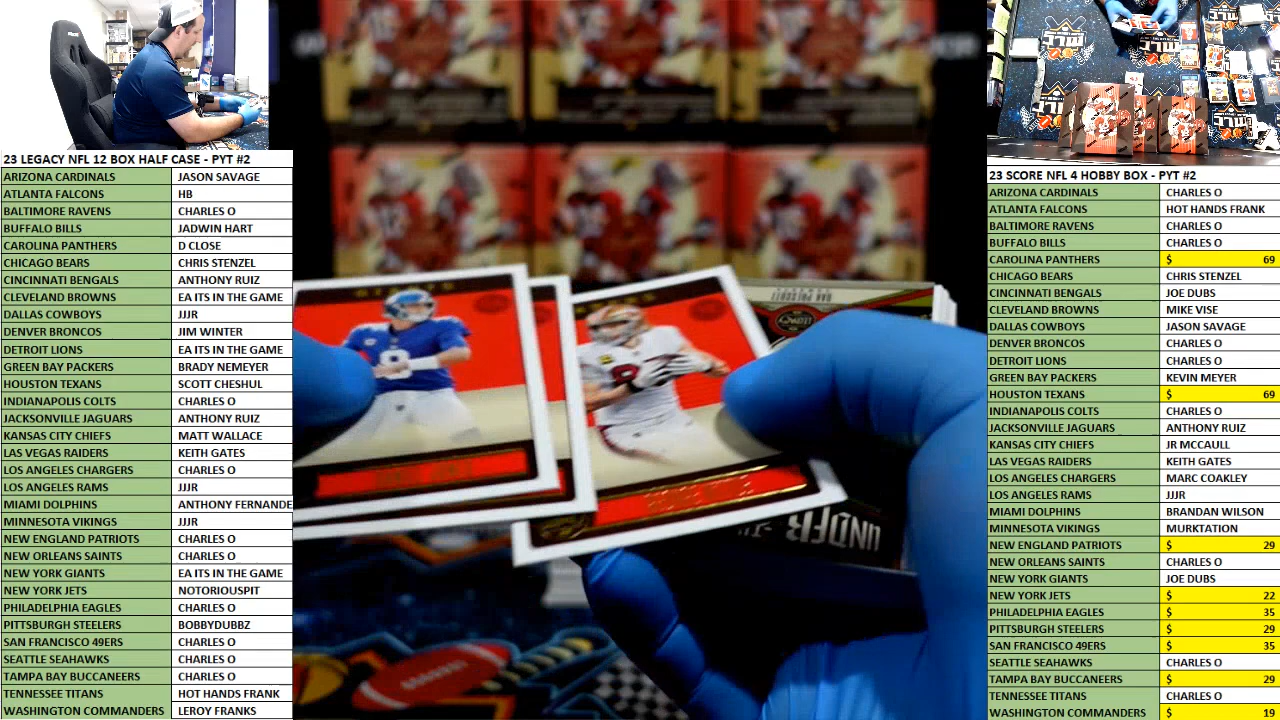 23 LEGACY NFL 12 BOX HALF CASE - PYT #2
ARIZONA CARDINALS JASON SAVAGE
ATLANTA FALCONS HB
BALTIMORE RAVENS CHARLES O
BUFFALO BILLS JADWIN HART
CAROLINA PANTHERS D CLOSE
CHICAGO BEARS CHRIS STENZEL
CINCINNATI BENGALS ANTHONY RUIZ
CLEVELAND BROWNS EA ITS IN THE GAME
DALLAS COWBOYS JJJR
DENVER BRONCOS JIM WINTER
DETROIT LIONS EA ITS IN THE GAME
GREEN BAY PACKERS BRADY NEMEYER
HOUSTON TEXANS SCOTT CHESHUL
INDIANAPOLIS COLTS CHARLES O
JACKSONVILLE JAGUARS ANTHONY RUIZ
KANSAS CITY CHIEFS MATT WALLACE
LAS VEGAS RAIDERS KEITH GATES
LOS ANGELES CHARGERS CHARLES O
LOS ANGELES RAMS JJJR
MIAMI DOLPHINS ANTHONY FERNANDE
MINNESOTA VIKINGS JJJR
NEW ENGLAND PATRIOTS CHARLES O
NEW ORLEANS SAINTS CHARLES O
NEW YORK GIANTS EA ITS IN THE GAME
NEW YORK JETS NOTORIOUSPIT
PHILADELPHIA EAGLES CHARLES O
PITTSBURGH STEELERS BOBBYDUBBZ
SAN FRANCISCO 49ERS CHARLES O
SEATTLE SEAHAWKS CHARLES O
TAMPA BAY BUCCANEERS CHARLES O
TENNESSEE TITANS HOT HANDS FRANK
WASHINGTON COMMANDERS LEROY FRANKS
DAK PRESCOTT
UNDER
23 SCORE NFL 4 HOBBY BOX - PYT #2
ARIZONA CARDINALS CHARLES O
ATLANTA FALCONS HOT HANDS FRANK
BALTIMORE RAVENS CHARLES O
BUFFALO BILLS CHARLES O
CAROLINA PANTHERS $ 69
CHICAGO BEARS CHRIS STENZEL
CINCINNATI BENGALS JOE DUBS
CLEVELAND BROWNS MIKE VISE
DALLAS COWBOYS JASON SAVAGE
DENVER BRONCOS CHARLES O
DETROIT LIONS CHARLES O
GREEN BAY PACKERS KEVIN MEYER
HOUSTON TEXANS $ 69
INDIANAPOLIS COLTS CHARLES O
JACKSONVILLE JAGUARS ANTHONY RUIZ
KANSAS CITY CHIEFS JR MCCAULL
LAS VEGAS RAIDERS KEITH GATES
LOS ANGELES CHARGERS MARC COAKLEY
LOS ANGELES RAMS JJJR
MIAMI DOLPHINS BRANDAN WILSON
MINNESOTA VIKINGS MURKTATION
NEW ENGLAND PATRIOTS $ 29
NEW ORLEANS SAINTS CHARLES O
NEW YORK GIANTS JOE DUBS
NEW YORK JETS $ 22
PHILADELPHIA EAGLES $ 35
PITTSBURGH STEELERS $ 29
SAN FRANCISCO 49ERS $ 35
SEATTLE SEAHAWKS CHARLES O
TAMPA BAY BUCCANEERS $ 29
TENNESSEE TITANS CHARLES O
WASHINGTON COMMANDERS $ 19